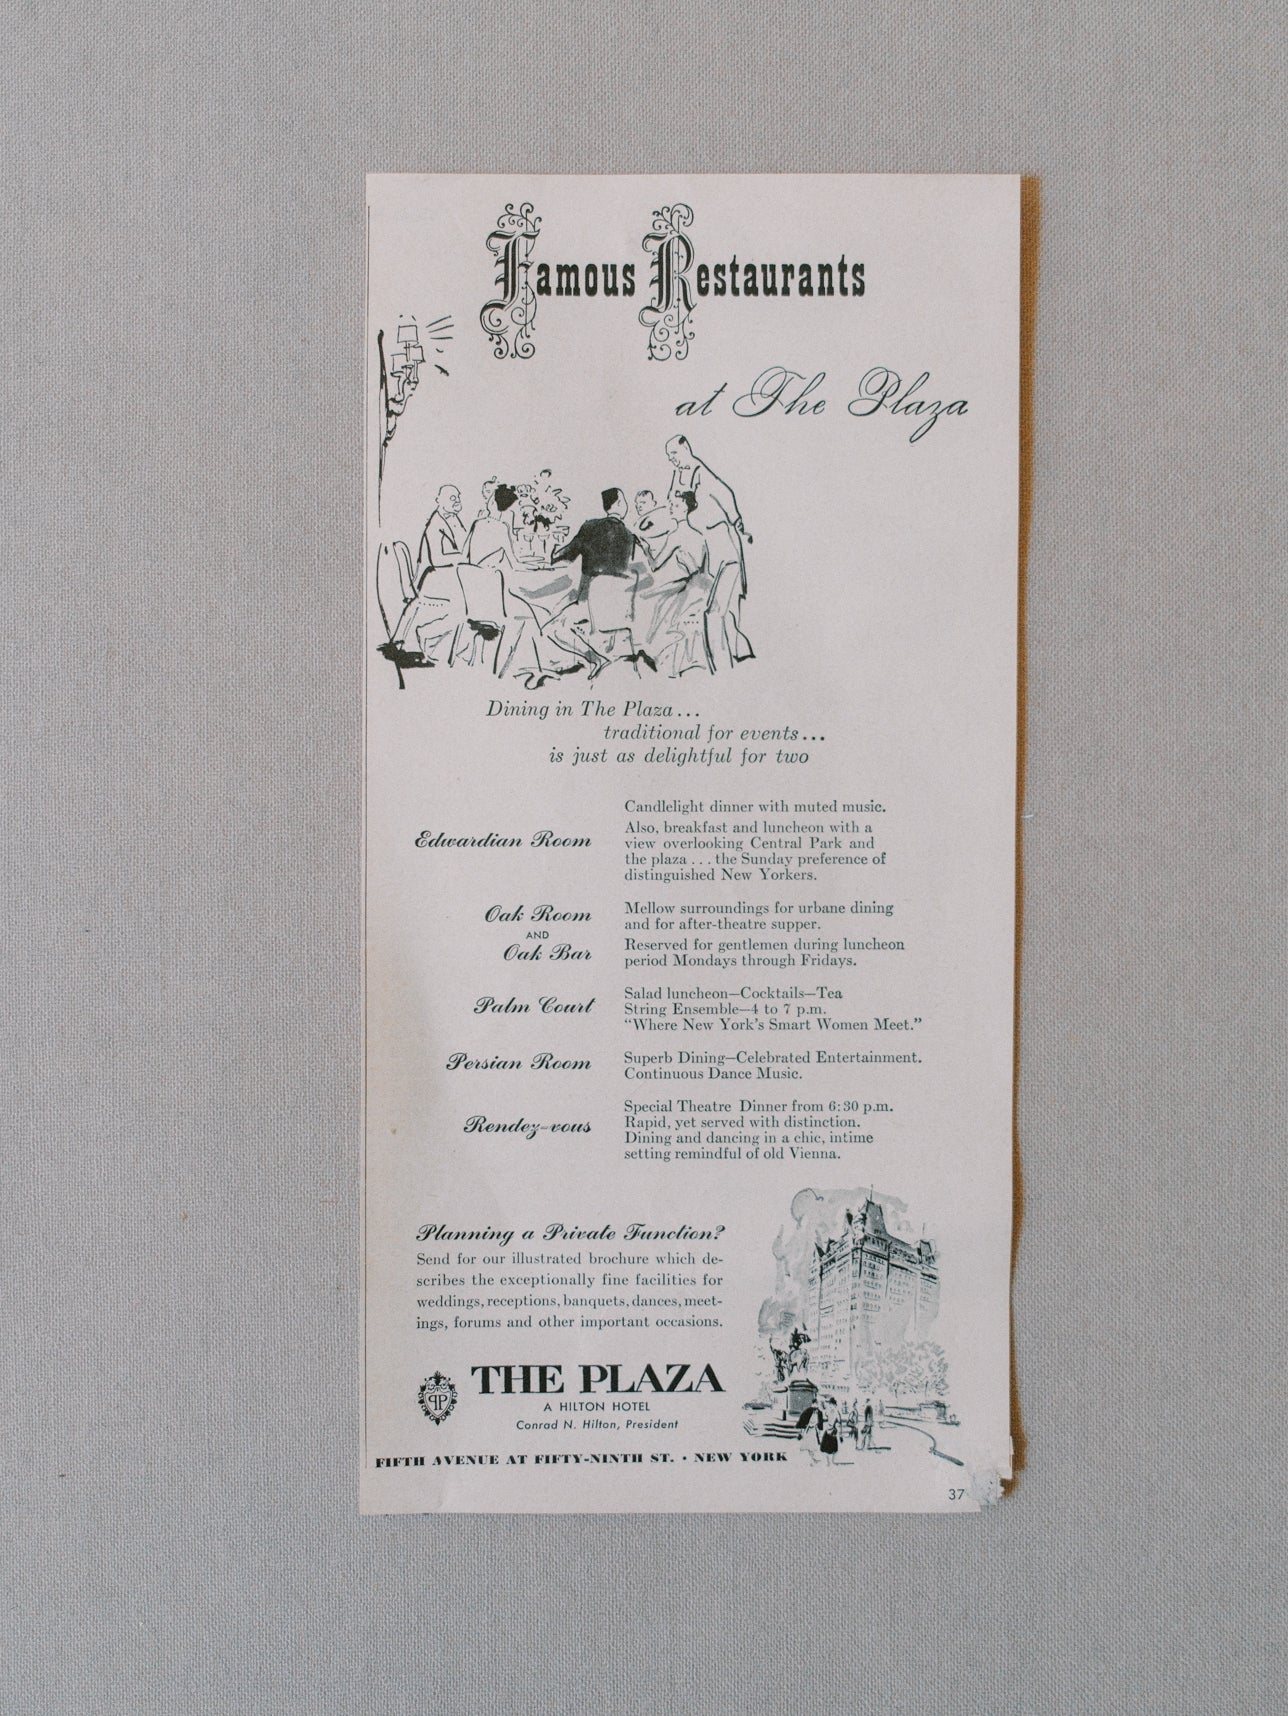 Famous Restaurants
at The Plaza
Dining in The Plaza...
traditional for events...
is just as delightful for two
Edwardian Room
Candlelight dinner with muted music.
Also, breakfast and luncheon with a
view overlooking Central Park and
the plaza . . . the Sunday preference of
distinguished New Yorkers.
Oak Room
AND
Oak Bar
Mellow surroundings for urbane dining
and for after-theatre supper.
Reserved for gentlemen during luncheon
period Mondays through Fridays.
Palm Court
Salad luncheon—Cocktails—Tea
String Ensemble—4 to 7 p.m.
"Where New York's Smart Women Meet."
Persian Room
Superb Dining—Celebrated Entertainment.
Continuous Dance Music.
Rendez-vous
Special Theatre Dinner from 6:30 p.m.
Rapid, yet served with distinction.
Dining and dancing in a chic, intime
setting remindful of old Vienna.
Planning a Private Function?
Send for our illustrated brochure which de-
scribes the exceptionally fine facilities for
weddings, receptions, banquets, dances, meet-
ings, forums and other important occasions.
PP
THE PLAZA
A HILTON HOTEL
Conrad N. Hilton, President
FIFTH AVENUE AT FIFTY-NINTH ST. • NEW YORK
37